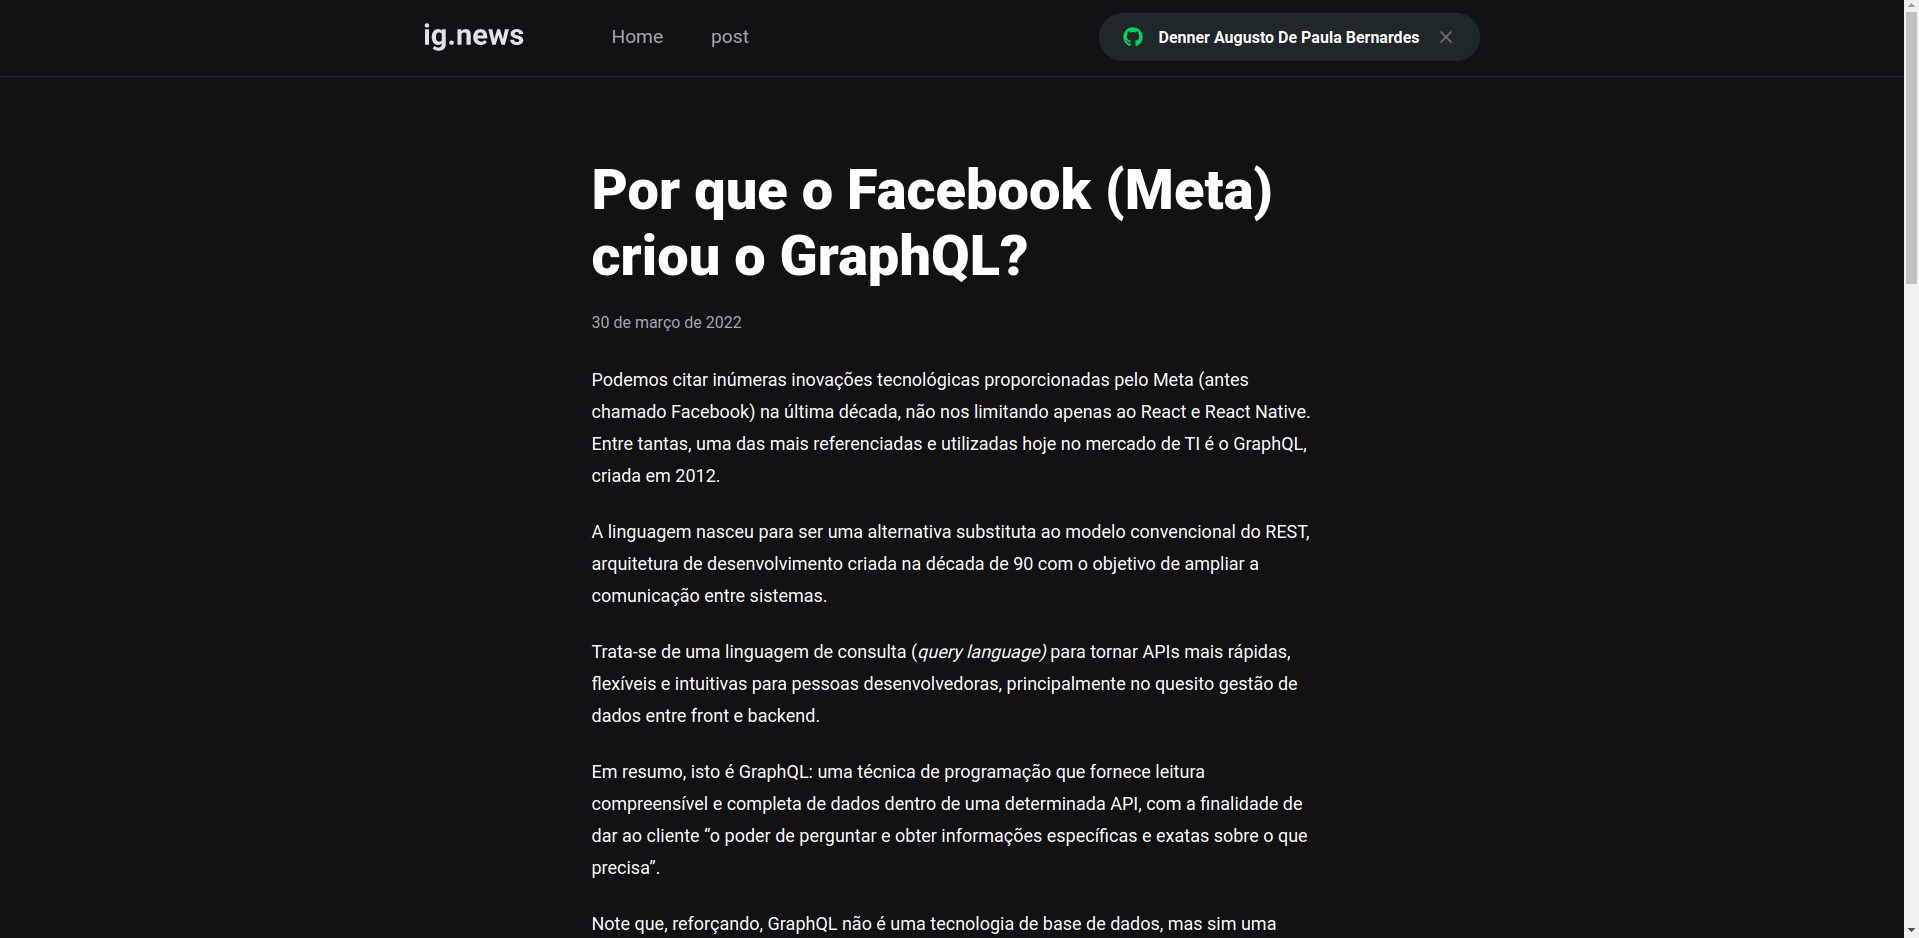 ig.news
Home
post
Denner Augusto De Paula Bernardes
Por que o Facebook (Meta)
criou o GraphQL?
30 de março de 2022
Podemos citar inúmeras inovações tecnológicas proporcionadas pelo Meta (antes
chamado Facebook) na última década, não nos limitando apenas ao React e React Native.
Entre tantas, uma das mais referenciadas e utilizadas hoje no mercado de TI é o GraphQL,
criada em 2012.
A linguagem nasceu para ser uma alternativa substituta ao modelo convencional do REST,
arquitetura de desenvolvimento criada na década de 90 com o objetivo de ampliar a
comunicação entre sistemas.
Trata-se de uma linguagem de consulta (query language) para tornar APIs mais rápidas,
flexíveis e intuitivas para pessoas desenvolvedoras, principalmente no quesito gestão de
dados entre front e backend.
Em resumo, isto é GraphQL: uma técnica de programação que fornece leitura
compreensível e completa de dados dentro de uma determinada API, com a finalidade de
dar ao cliente “o poder de perguntar e obter informações específicas e exatas sobre o que
precisa”.
Note que, reforçando, GraphQL não é uma tecnologia de base de dados, mas sim uma